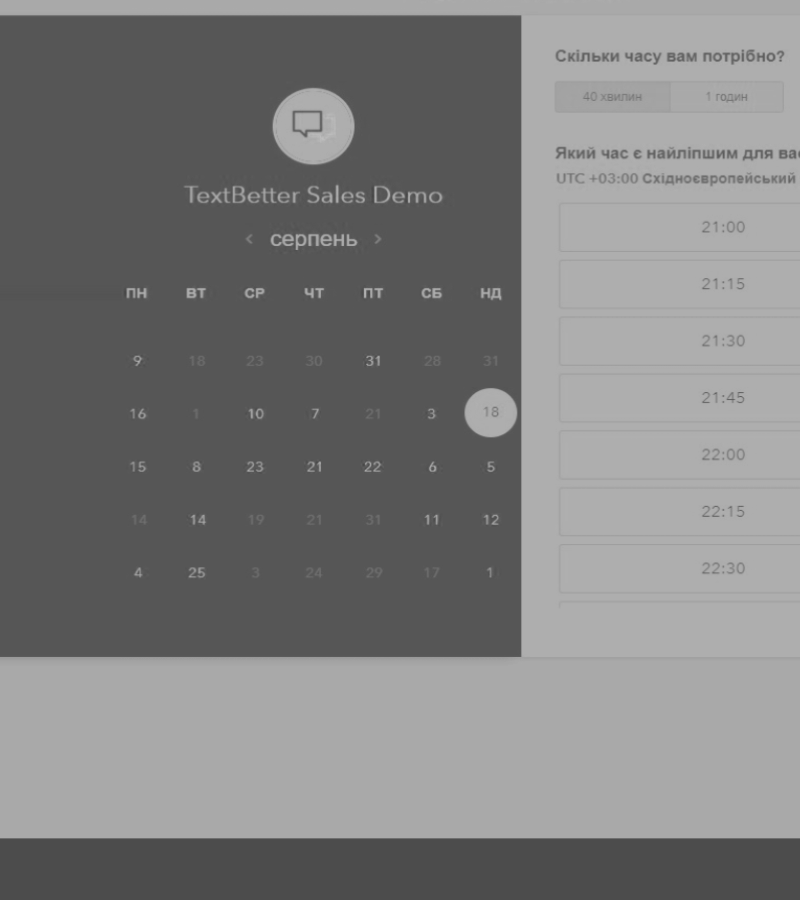 TextBetter Sales Demo
серпень
ПН ВТ СР ЧТ ПТ СБ НД
9 18 23 30 31 28 31
16 1 10 7 21 3 18
15 8 23 21 22 6 5
14 14 19 21 31 11 12
4 25 3 24 29 17 1
Скільки часу вам потрібно?
40 хвилин 1 годин
Який час є найліпшим для вас
UTC +03:00 Східноєвропейський
21:00
21:15
21:30
21:45
22:00
22:15
22:30